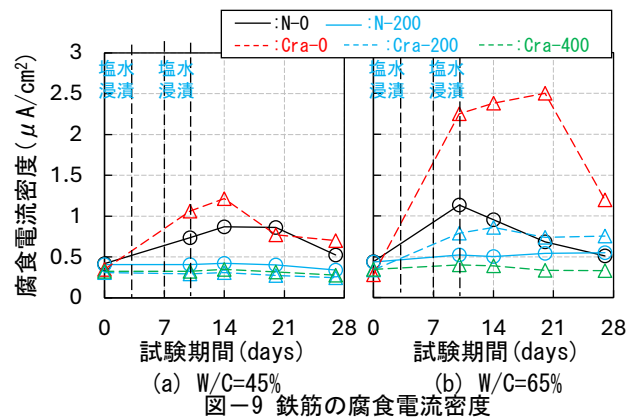 :N-0 :N-200
:Cra-0 :Cra-200 :Cra-400
腐食電流密度(μA/cm²)
3
2.5
2
1.5
1
0.5
0
塩水 塩水
浸漬 浸漬
塩水 塩水
浸漬 浸漬
0 7 14 21 28
0 7 14 21 28
試験期間(days) 試験期間(days)
(a) W/C=45% (b) W/C=65%
図－9 鉄筋の腐食電流密度